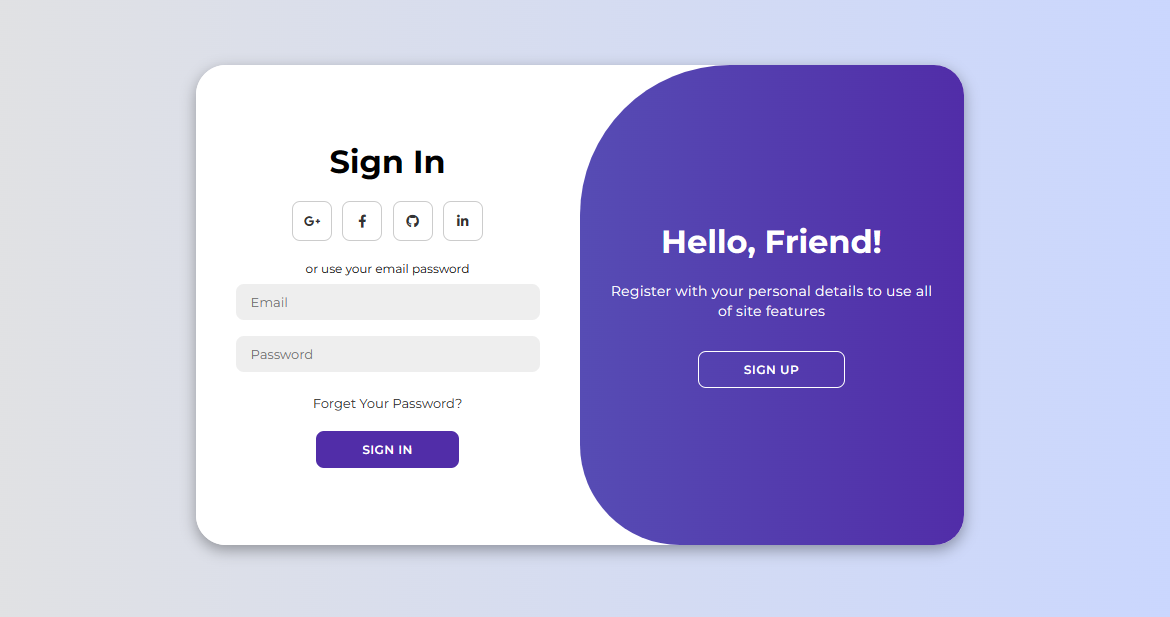 Sign In
G+ f in
or use your email password
Email
Password
Forget Your Password?
SIGN IN
Hello, Friend!
Register with your personal details to use all
of site features
SIGN UP